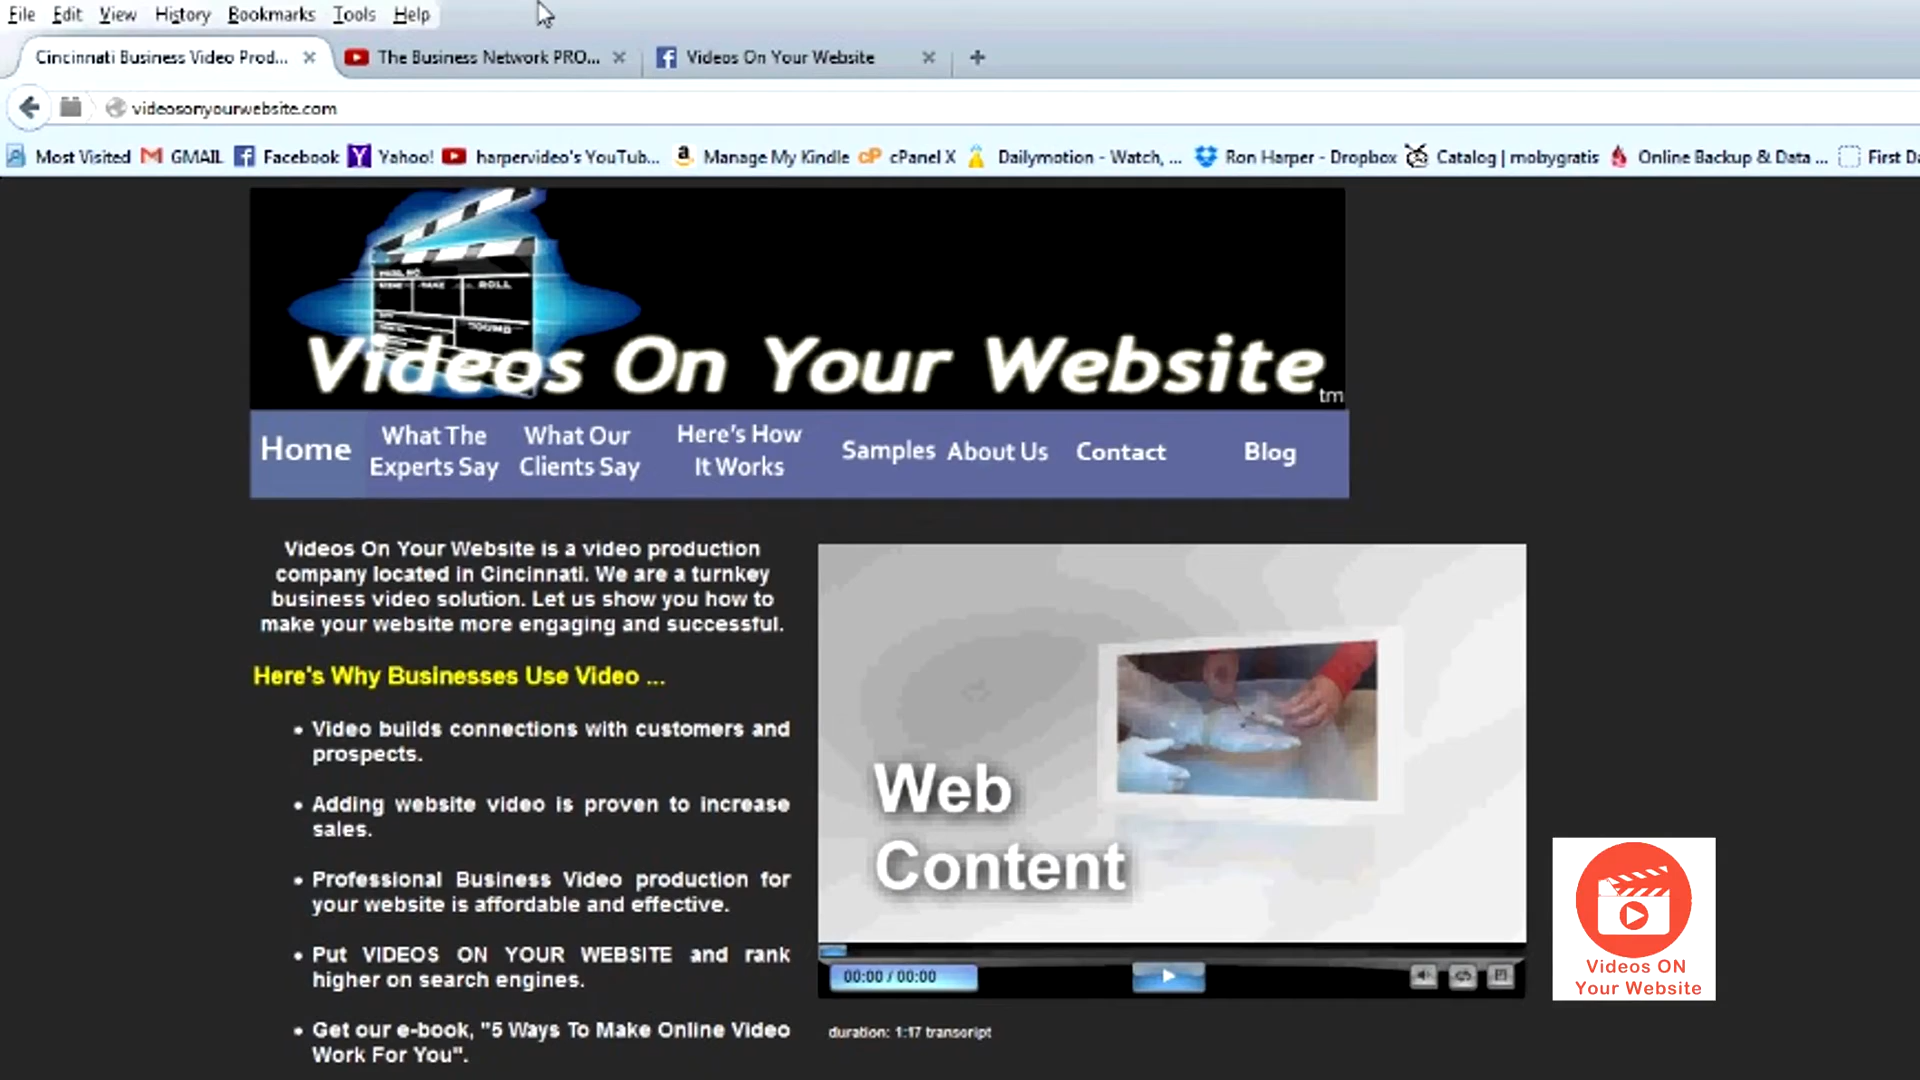 File Edit View History Bookmarks Tools Help
Cincinnati Business Video Prod... The Business Network PRO... Videos On Your Website
videosonyourwebsite.com
Most Visited GMAIL Facebook Yahoo! harpervideo's YouTub... Manage My Kindle cPanel X Dailymotion - Watch, ... Ron Harper - Dropbox Catalog | mobygratis Online Backup & Data ... First Da
ROLL
Videos On Your Website tm
Home What The Experts Say What Our Clients Say Here's How It Works Samples About Us Contact Blog
Videos On Your Website is a video production
company located in Cincinnati. We are a turnkey
business video solution. Let us show you how to
make your website more engaging and successful.
Here's Why Businesses Use Video ...
• Video builds connections with customers and
prospects.
• Adding website video is proven to increase
sales.
• Professional Business Video production for
your website is affordable and effective.
• Put VIDEOS ON YOUR WEBSITE and rank
higher on search engines.
• Get our e-book, "5 Ways To Make Online Video
Work For You".
Web
Content
00:00 / 00:00
duration: 1:17 transcript
Videos ON
Your Website